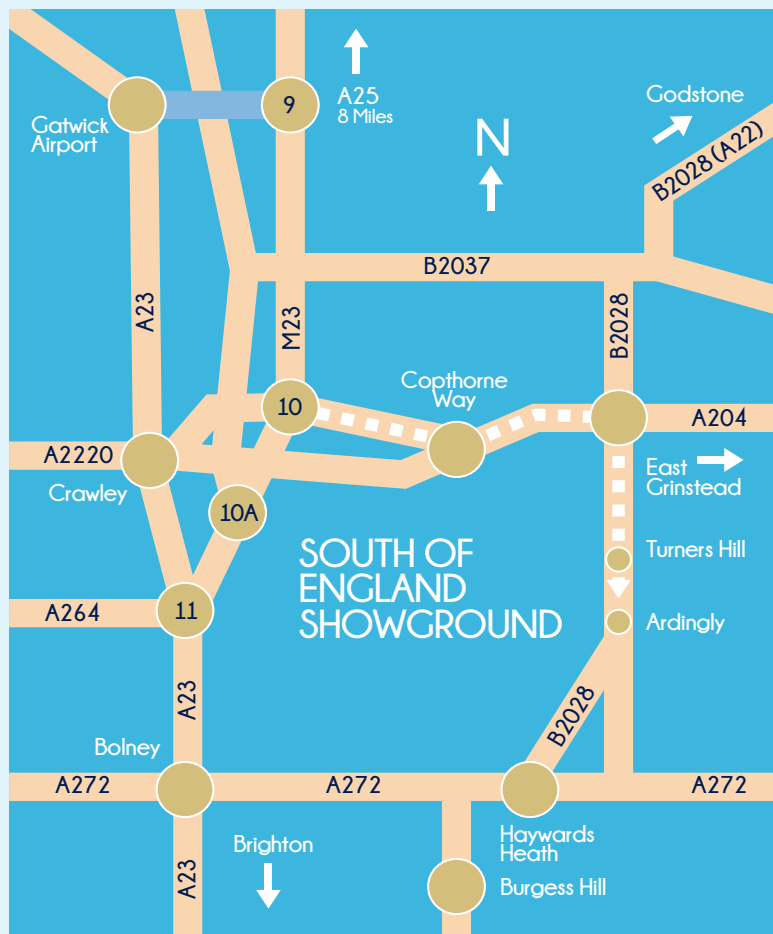 9
A25
8 Miles
Godstone
Gatwick
Airport
N
B2028 (A22)
B2037
A23
M23
B2028
Copthorne
Way
10
A204
A2220
East
Grinstead
Crawley
10A
SOUTH OF
ENGLAND
SHOWGROUND
Turners Hill
11
A264
Ardingly
A23
B2028
Bolney
A272
A272
A272
Brighton
Haywards
Heath
A23
Burgess Hill